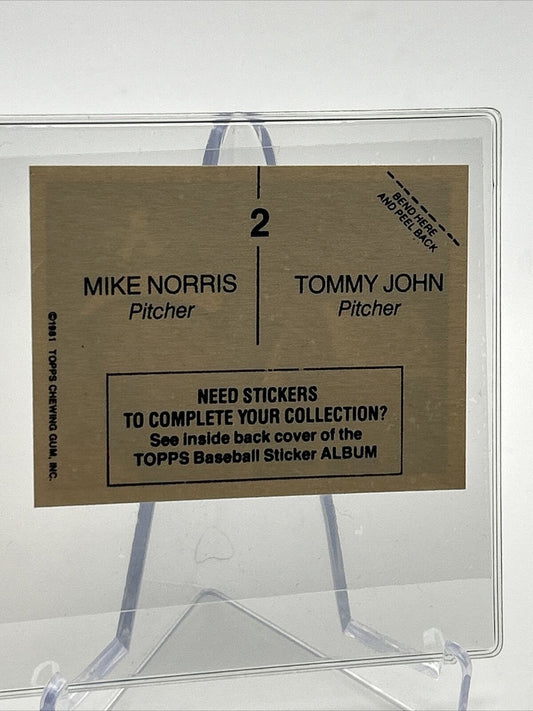 2
MIKE NORRIS
Pitcher
TOMMY JOHN
Pitcher
BEND HERE
AND PEEL BACK
©1981 TOPPS CHEWING GUM, INC.
NEED STICKERS
TO COMPLETE YOUR COLLECTION?
See inside back cover of the
TOPPS Baseball Sticker ALBUM